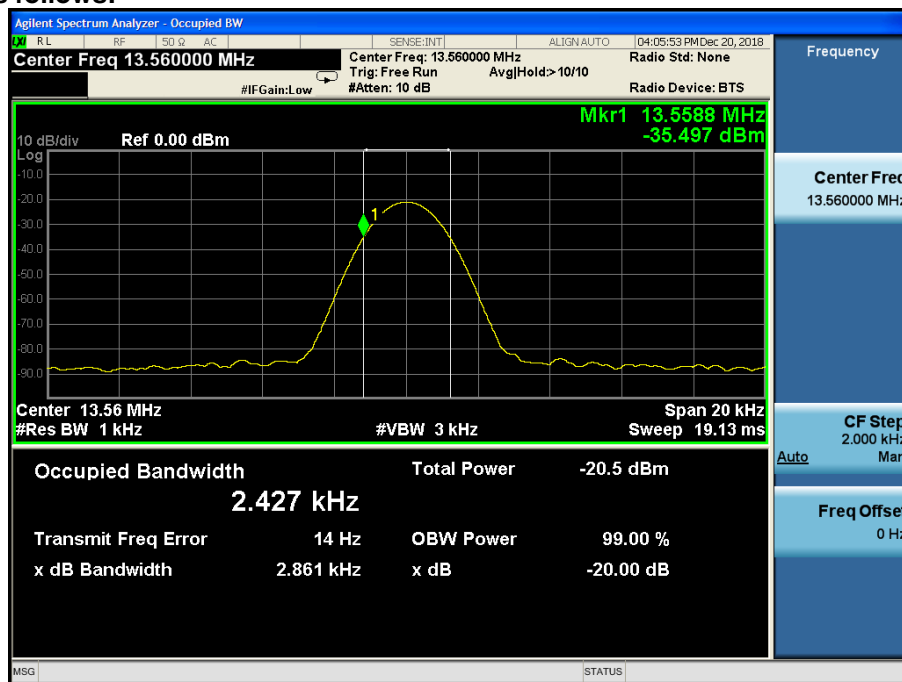 s follows:
Agilent Spectrum Analyzer - Occupied BW
LXI RL RF 50 Ω AC SENSE:INT ALIGN AUTO 04:05:53 PM Dec 20, 2018
Center Freq 13.560000 MHz
Center Freq: 13.560000 MHz Radio Std: None
Trig: Free Run Avg|Hold:> 10/10
#IFGain:Low #Atten: 10 dB Radio Device: BTS
Frequency
Mkr1 13.5588 MHz
-35.497 dBm
10 dB/div Ref 0.00 dBm
Log
-10.0
-20.0
1
-30.0
-40.0
-50.0
-60.0
-70.0
-80.0
-90.0
Center 13.56 MHz Span 20 kHz
#Res BW 1 kHz #VBW 3 kHz Sweep 19.13 ms
Occupied Bandwidth Total Power -20.5 dBm
2.427 kHz
Transmit Freq Error 14 Hz OBW Power 99.00 %
x dB Bandwidth 2.861 kHz x dB -20.00 dB
Center Freq
13.560000 MHz
CF Step
2.000 kHz
Auto Man
Freq Offset
0 Hz
MSG STATUS